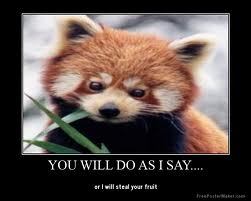 YOU WILL DO AS I SAY....
or I will steal your fruit
FreePosterMaker.com